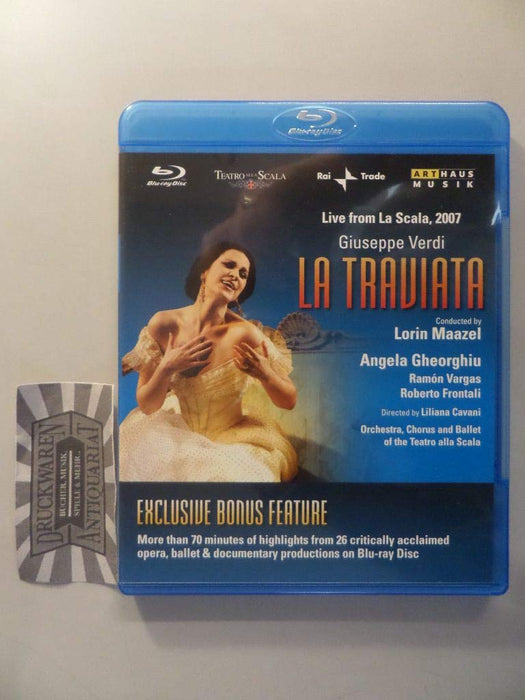 Blu-ray Disc
Blu-ray Disc
TEATRO ALLA SCALA
Rai Trade
ARTHAUS
MUSIK
Live from La Scala, 2007
Giuseppe Verdi
LA TRAVIATA
Conducted by
Lorin Maazel
Angela Gheorghiu
Ramón Vargas
Roberto Frontali
Directed by Liliana Cavani
Orchestra, Chorus and Ballet
of the Teatro alla Scala
EXCLUSIVE BONUS FEATURE
More than 70 minutes of highlights from 26 critically acclaimed
opera, ballet & documentary productions on Blu-ray Disc
DRUCKWAREN
BÜCHER, MUSIK,
SPIELE & MEHR..
ANTIQUARIAT